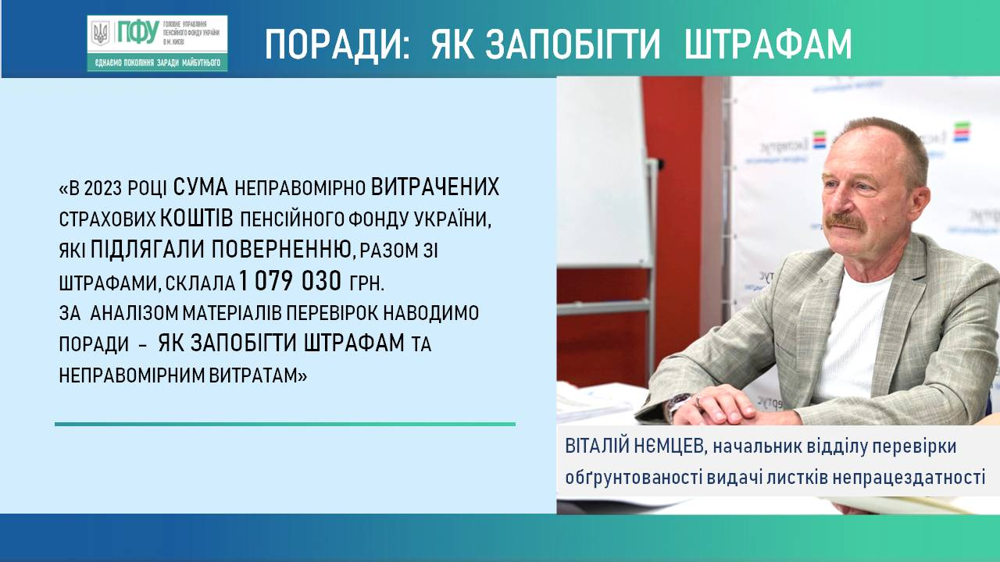 ПФУ
ГОЛОВНЕ УПРАВЛІННЯ
ПЕНСІЙНОГО ФОНДУ УКРАЇНИ
В М. КИЄВІ
ЄДНАЄМО ПОКОЛІННЯ ЗАРАДИ МАЙБУТНЬОГО
ПОРАДИ: ЯК ЗАПОБІГТИ ШТРАФАМ
«В 2023 РОЦІ СУМА НЕПРАВОМІРНО ВИТРАЧЕНИХ
СТРАХОВИХ КОШТІВ ПЕНСІЙНОГО ФОНДУ УКРАЇНИ,
ЯКІ ПІДЛЯГАЛИ ПОВЕРНЕННЮ, РАЗОМ ЗІ
ШТРАФАМИ, СКЛАЛА 1 079 030 ГРН.
ЗА АНАЛІЗОМ МАТЕРІАЛІВ ПЕРЕВІРОК НАВОДИМО
ПОРАДИ – ЯК ЗАПОБІГТИ ШТРАФАМ ТА
НЕПРАВОМІРНИМ ВИТРАТАМ»
Експертус
ВІТАЛІЙ НЄМЦЕВ, начальник відділу перевірки
обґрунтованості видачі листків непрацездатності